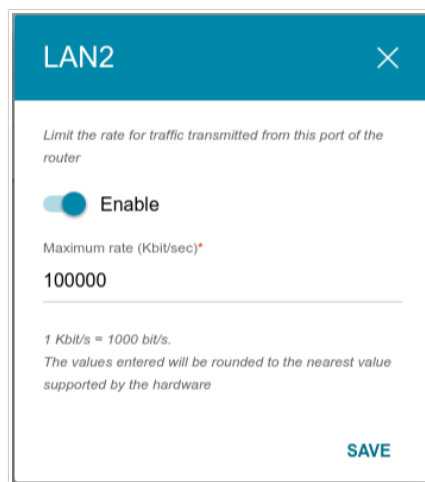 LAN2
Limit the rate for traffic transmitted from this port of the
router
Enable
Maximum rate (Kbit/sec)*
100000
1 Kbit/s = 1000 bit/s.
The values entered will be rounded to the nearest value
supported by the hardware
SAVE